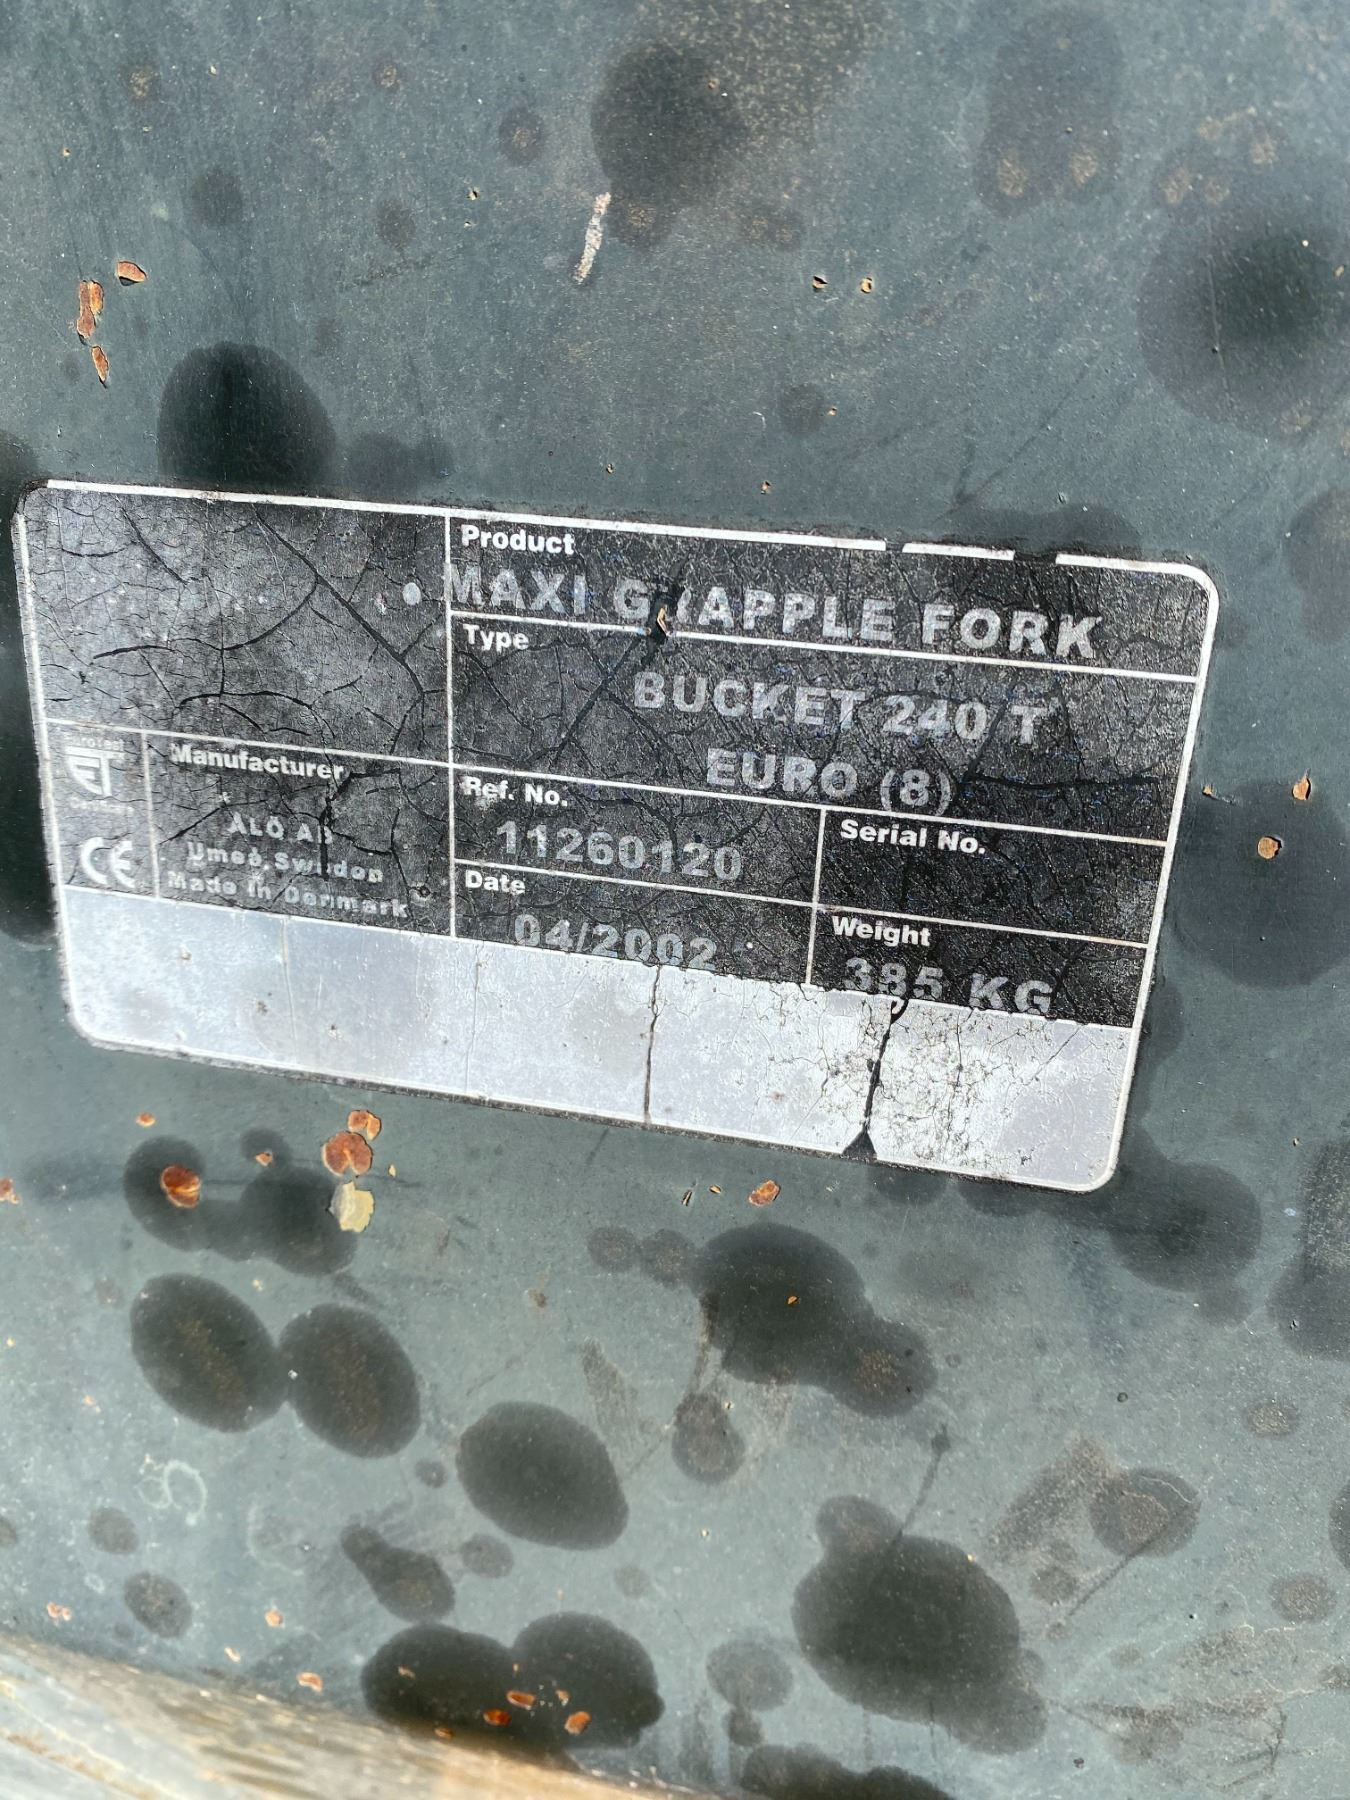 Product
MAXI GRAPPLE FORK
Type
BUCKET 240 T
EURO (8)
Manufacturer
ÅLÖ AB
Umeå, Sweden
Made in Denmark
CE
Ref. No.
11260120
Serial No.
Date
04/2002
Weight
385 KG